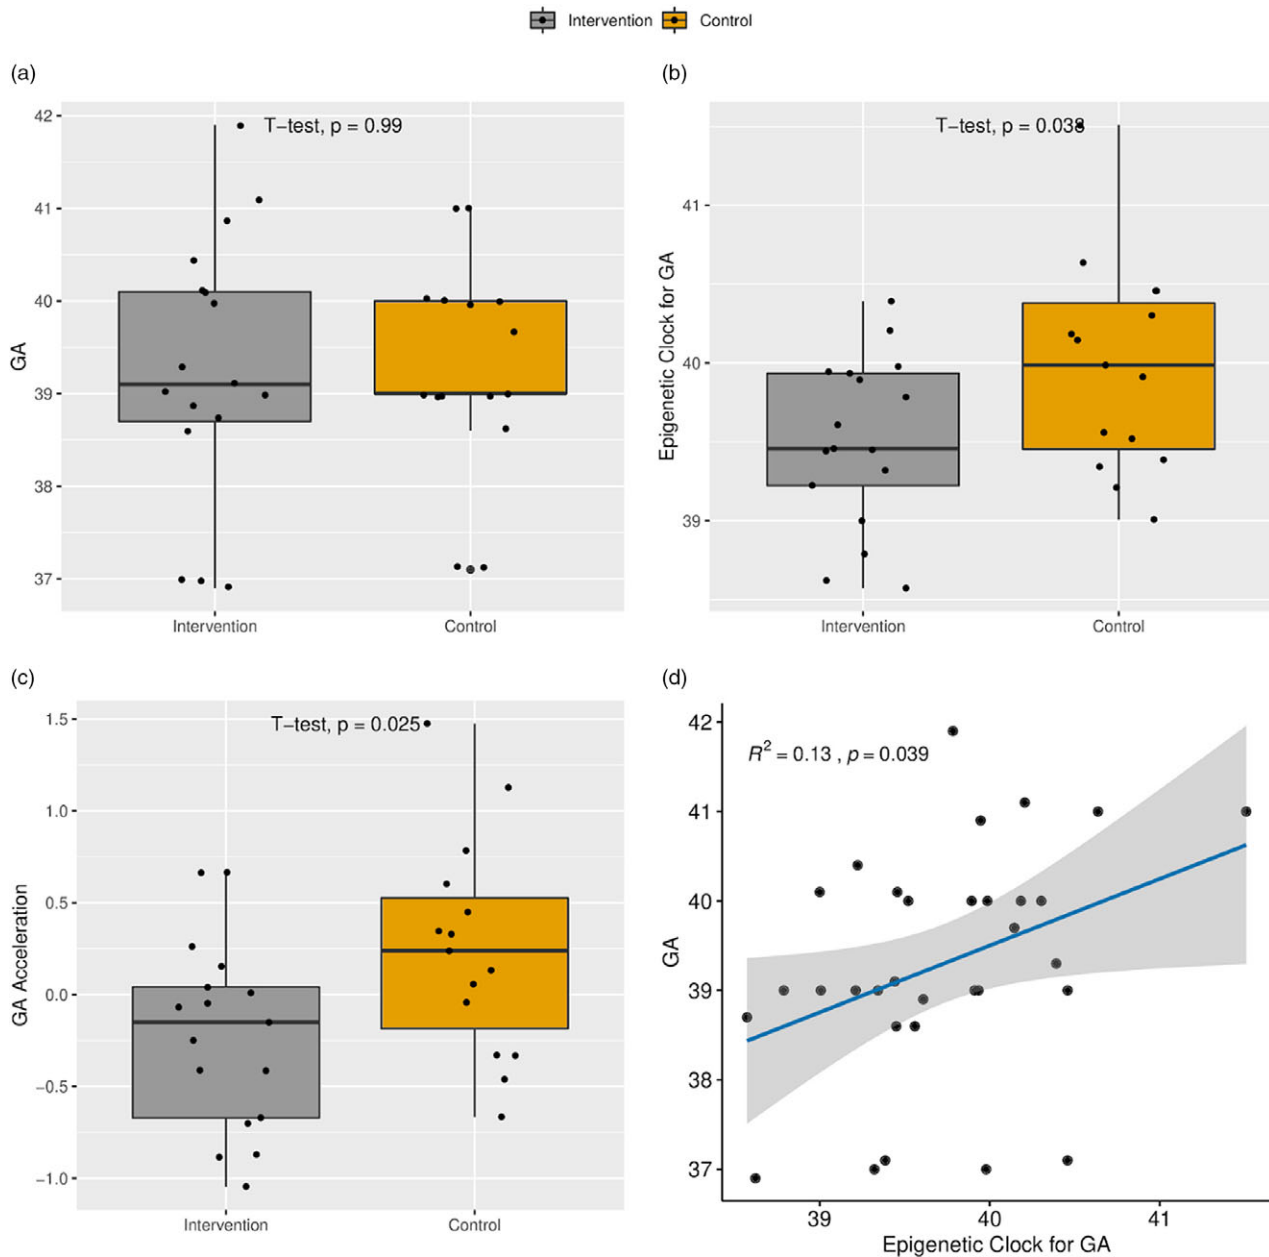 Intervention Control
(a)
T-test, p = 0.99
42
41
40
39
38
37
GA
Intervention Control
(b)
T-test, p = 0.038
41
40
39
Epigenetic Clock for GA
Intervention Control
(c)
T-test, p = 0.025
1.5
1.0
0.5
0.0
-0.5
-1.0
GA Acceleration
Intervention Control
(d)
R² = 0.13 , p = 0.039
42
41
40
39
38
37
GA
39 40 41
Epigenetic Clock for GA